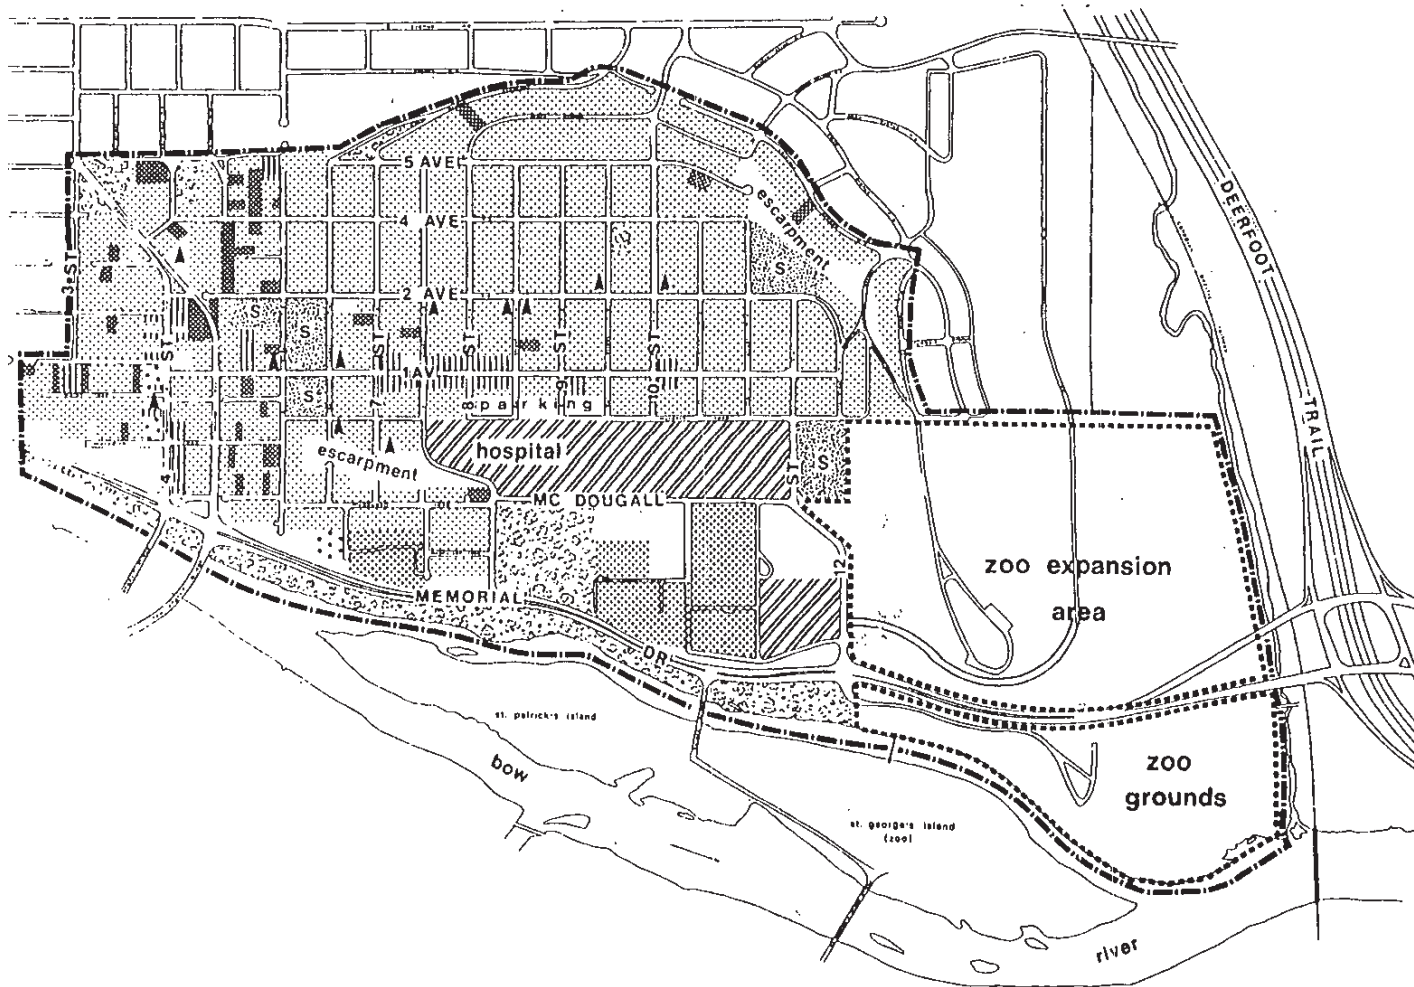 DEERFOOT
5 AVE
escarpment
4 AVE
S
3 ST
2 AVE
S
S
ST
ST
ST
ST
ST
TRAIL
1 AV
S
7
8
9
10
parking
escarpment
hospital
ST
S
4
MC DOUGALL
zoo expansion
area
12
MEMORIAL
DR
st. patrick's island
bow
zoo
grounds
st. george's island
(zoo)
river